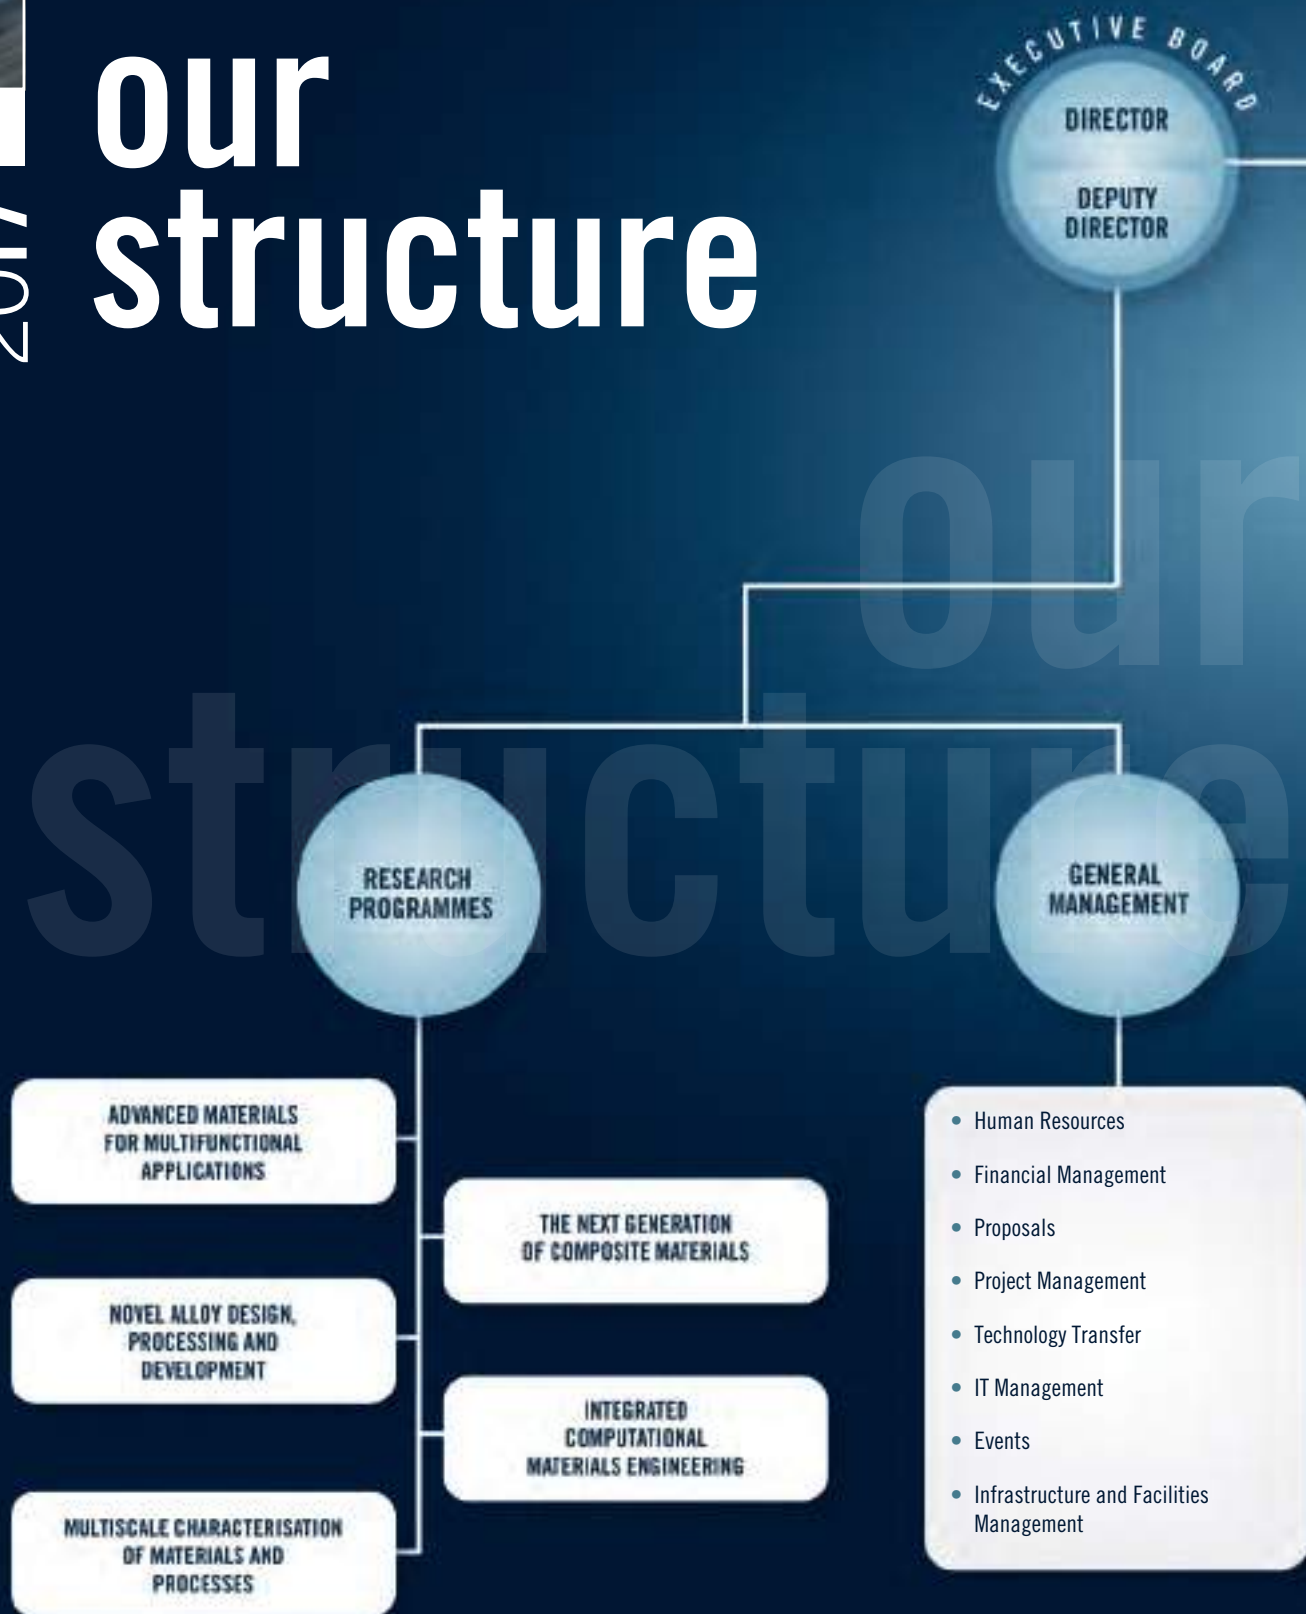 2017
our
structure
EXECUTIVE BOARD
DIRECTOR
DEPUTY
DIRECTOR
our
structure
RESEARCH
PROGRAMMES
GENERAL
MANAGEMENT
ADVANCED MATERIALS
FOR MULTIFUNCTIONAL
APPLICATIONS
THE NEXT GENERATION
OF COMPOSITE MATERIALS
NOVEL ALLOY DESIGN,
PROCESSING AND
DEVELOPMENT
INTEGRATED
COMPUTATIONAL
MATERIALS ENGINEERING
MULTISCALE CHARACTERISATION
OF MATERIALS AND
PROCESSES
• Human Resources
• Financial Management
• Proposals
• Project Management
• Technology Transfer
• IT Management
• Events
• Infrastructure and Facilities
Management